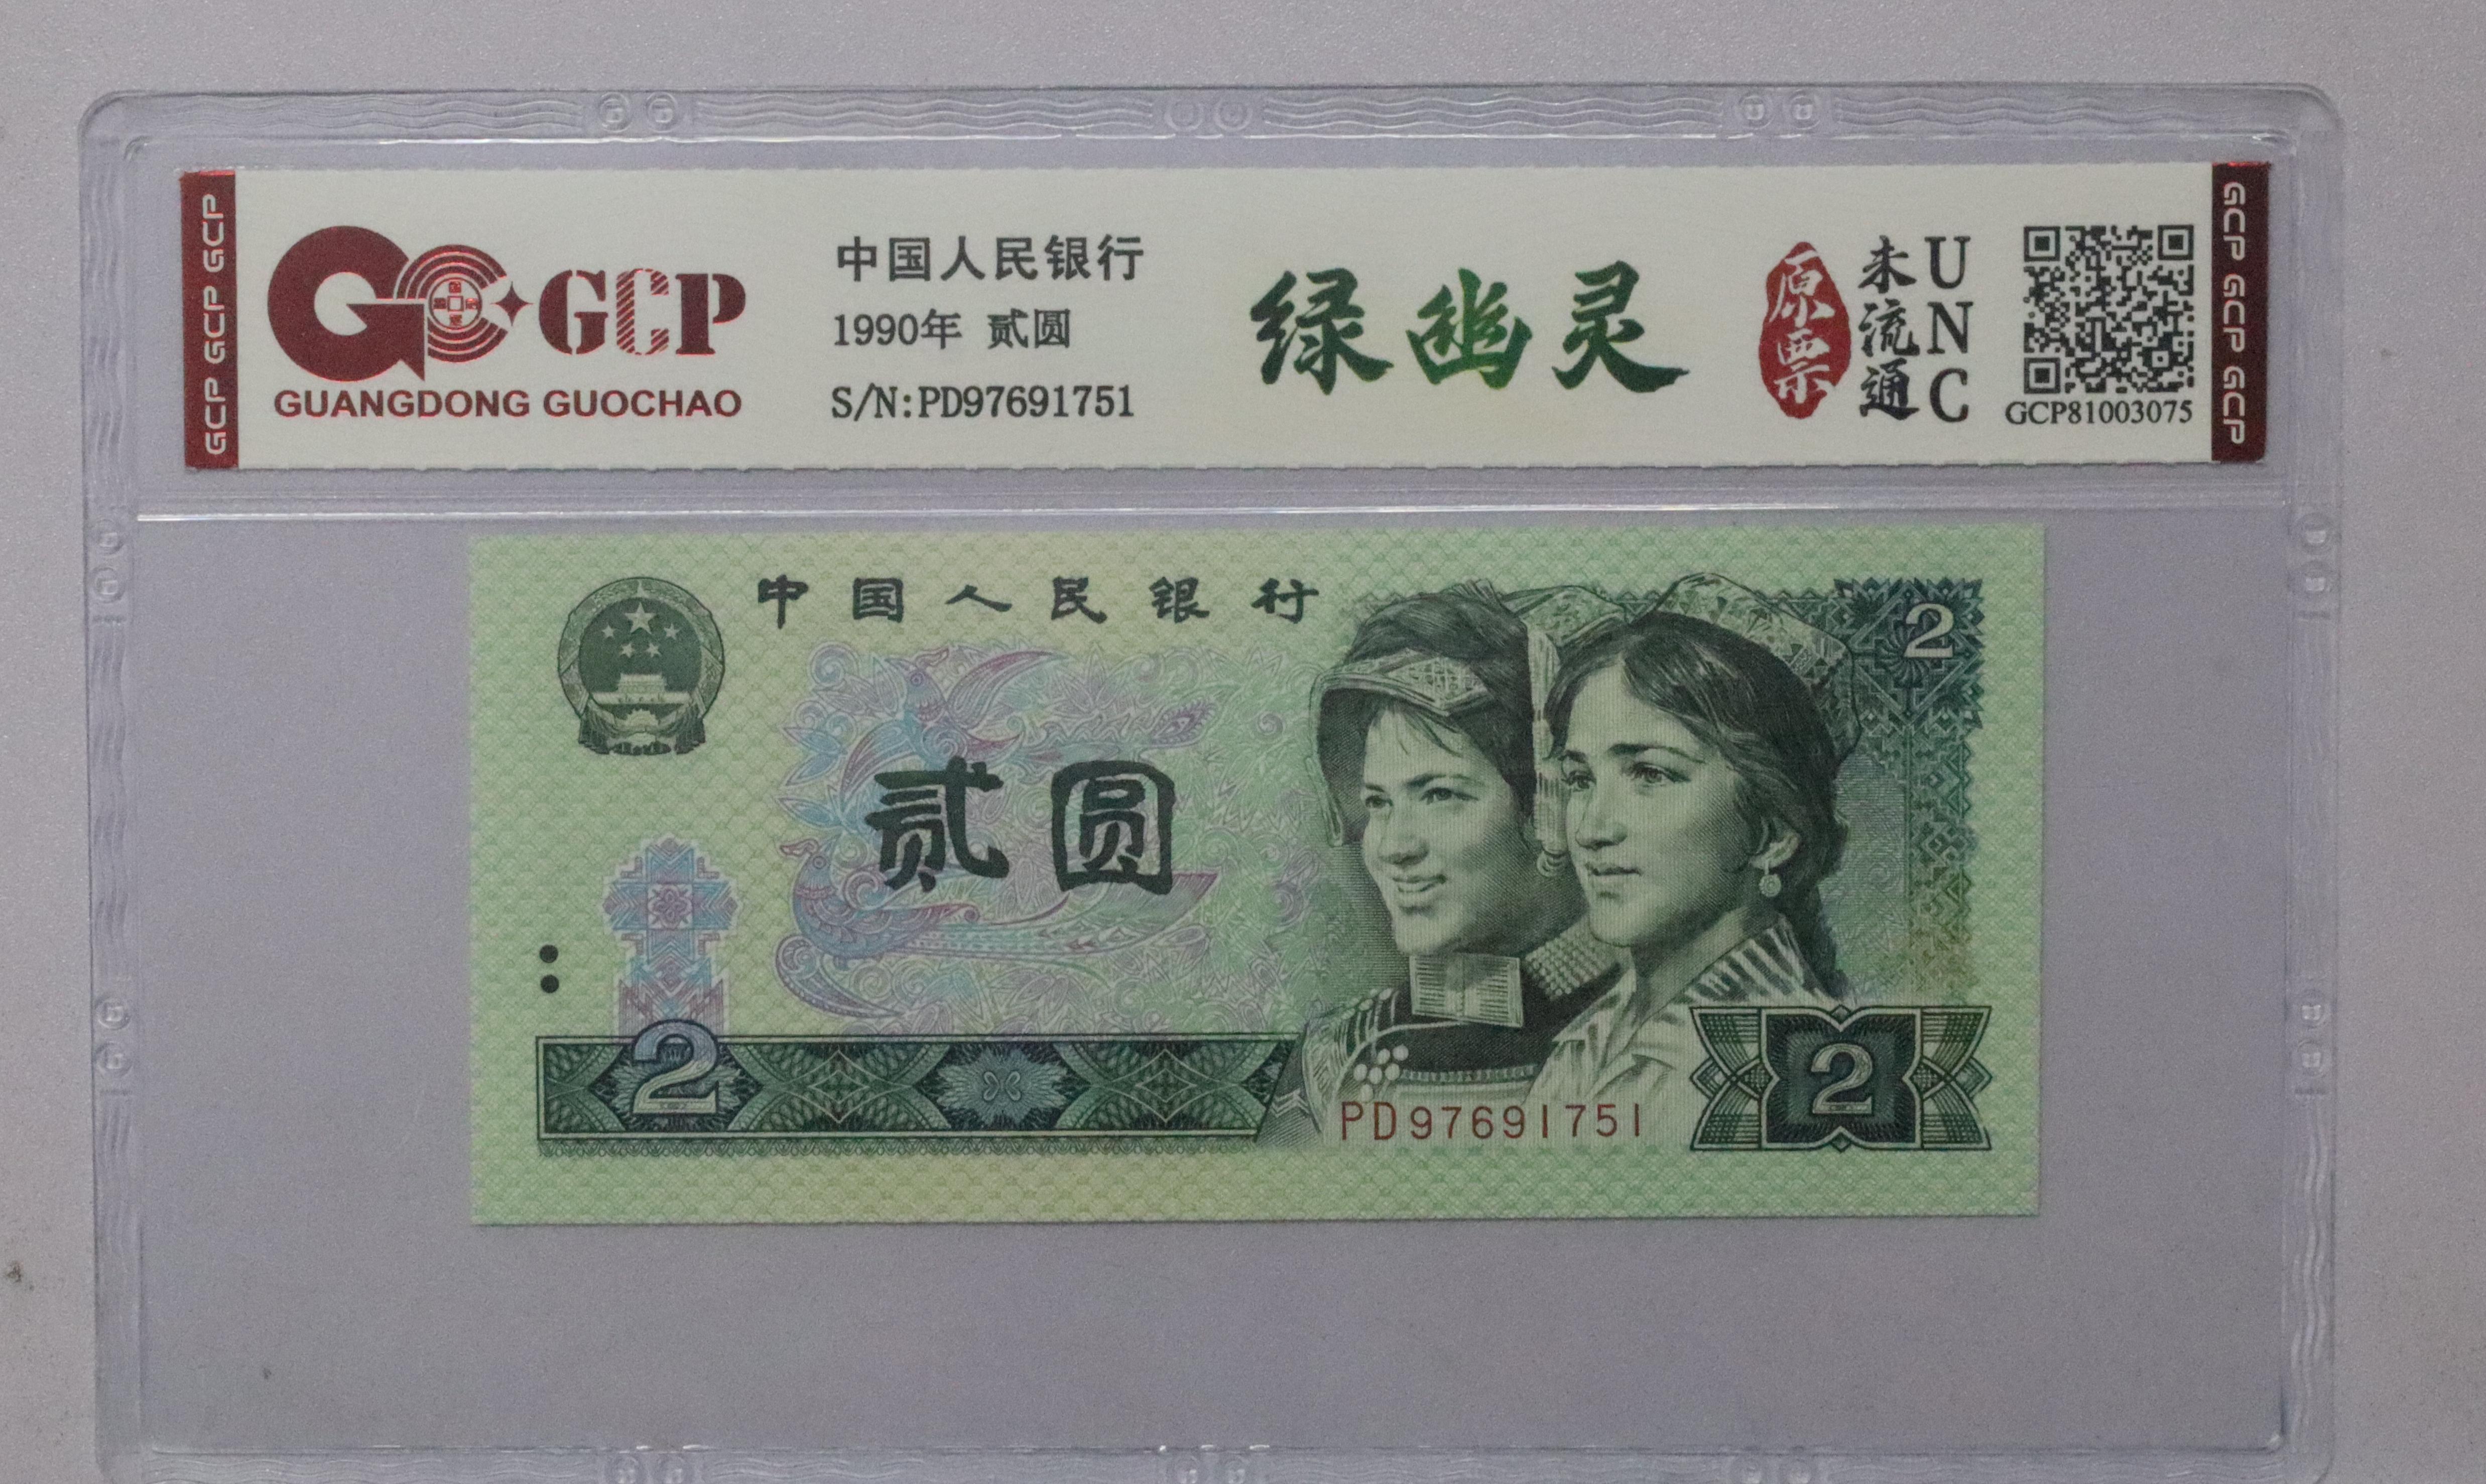 GCP GCP GCP
GCP
GUANGDONG GUOCHAO
中国人民银行
1990年 贰圆
S/N:PD97691751
绿幽灵
原票
未流通
UNC
GCP81003075
GCP GCP GCP
中国人民银行
2
贰圆
2
PD97691751
2